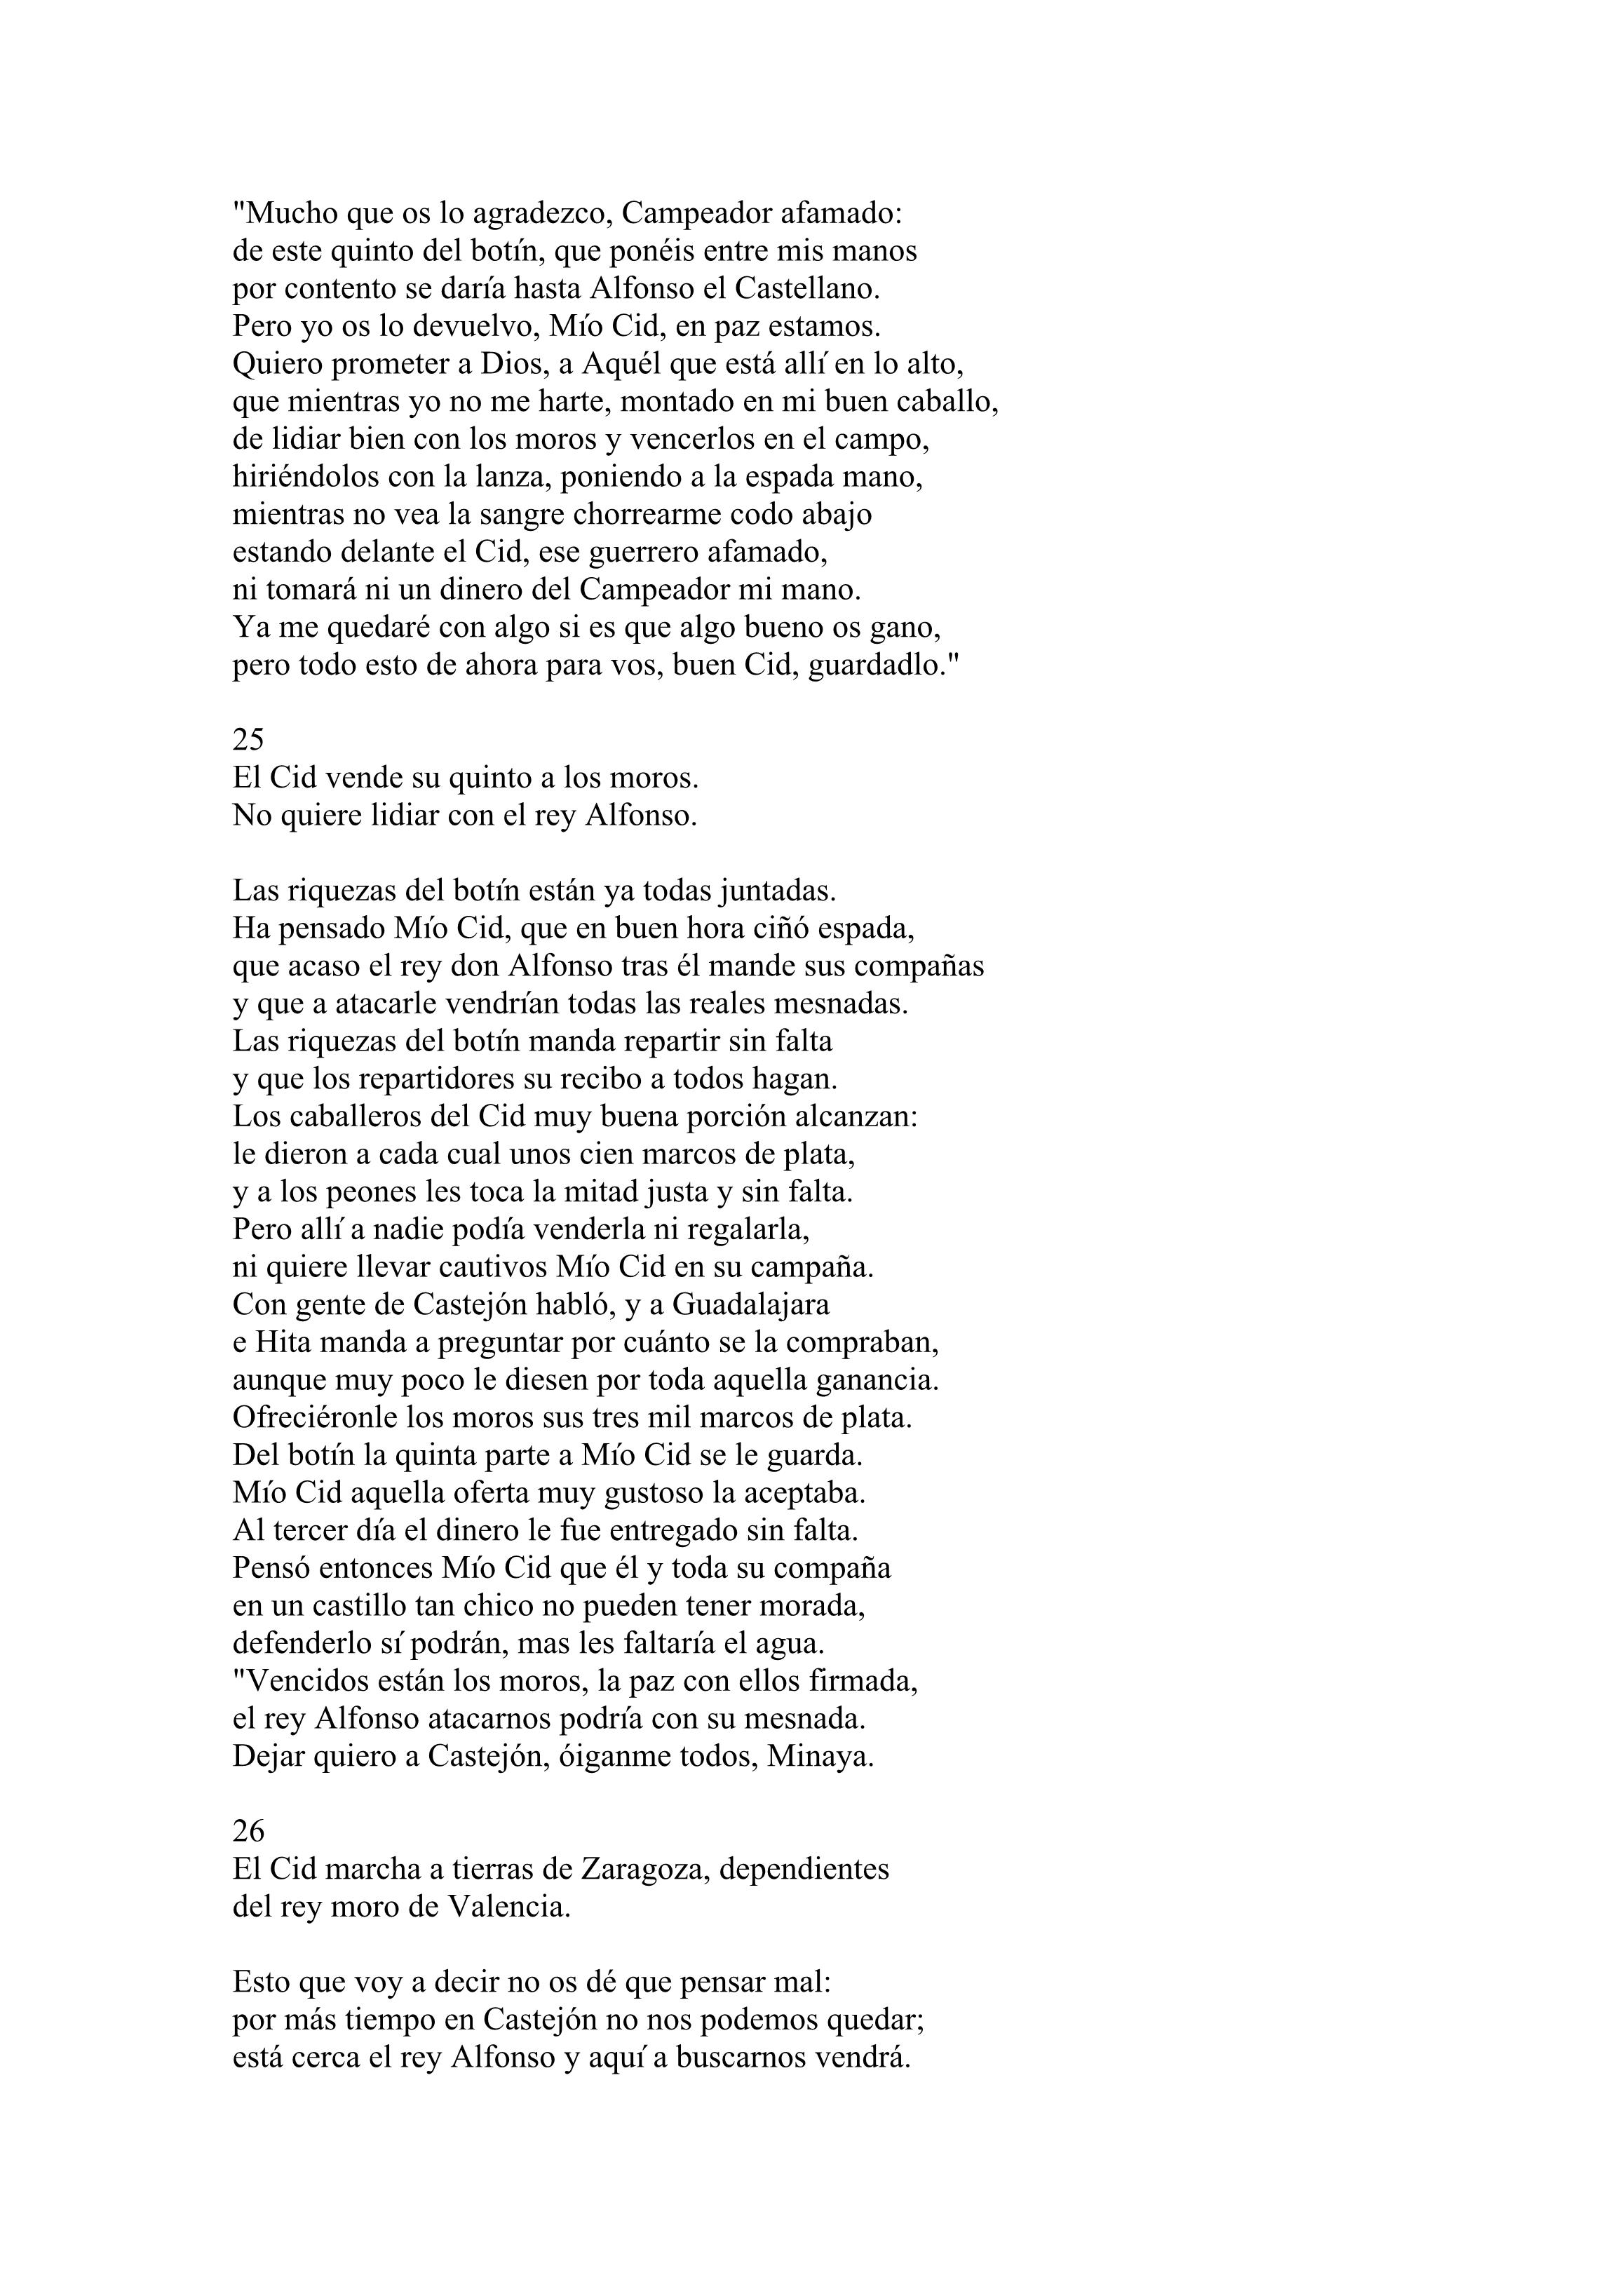 "Mucho que os lo agradezco, Campeador afamado:
de este quinto del botín, que ponéis entre mis manos
por contento se daría hasta Alfonso el Castellano.
Pero yo os lo devuelvo, Mío Cid, en paz estamos.
Quiero prometer a Dios, a Aquél que está allí en lo alto,
que mientras yo no me harte, montado en mi buen caballo,
de lidiar bien con los moros y vencerlos en el campo,
hiriéndolos con la lanza, poniendo a la espada mano,
mientras no vea la sangre chorrearme codo abajo
estando delante el Cid, ese guerrero afamado,
ni tomará ni un dinero del Campeador mi mano.
Ya me quedaré con algo si es que algo bueno os gano,
pero todo esto de ahora para vos, buen Cid, guardadlo."

25
El Cid vende su quinto a los moros.
No quiere lidiar con el rey Alfonso.

Las riquezas del botín están ya todas juntadas.
Ha pensado Mío Cid, que en buen hora ciñó espada,
que acaso el rey don Alfonso tras él mande sus compañas
y que a atacarle vendrían todas las reales mesnadas.
Las riquezas del botín manda repartir sin falta
y que los repartidores su recibo a todos hagan.
Los caballeros del Cid muy buena porción alcanzan:
le dieron a cada cual unos cien marcos de plata,
y a los peones les toca la mitad justa y sin falta.
Pero allí a nadie podía venderla ni regalarla,
ni quiere llevar cautivos Mío Cid en su campaña.
Con gente de Castejón habló, y a Guadalajara
e Hita manda a preguntar por cuánto se la compraban,
aunque muy poco le diesen por toda aquella ganancia.
Ofreciéronle los moros sus tres mil marcos de plata.
Del botín la quinta parte a Mío Cid se le guarda.
Mío Cid aquella oferta muy gustoso la aceptaba.
Al tercer día el dinero le fue entregado sin falta.
Pensó entonces Mío Cid que él y toda su compaña
en un castillo tan chico no pueden tener morada,
defenderlo sí podrán, mas les faltaría el agua.
"Vencidos están los moros, la paz con ellos firmada,
el rey Alfonso atacarnos podría con su mesnada.
Dejar quiero a Castejón, óiganme todos, Minaya.

26
El Cid marcha a tierras de Zaragoza, dependientes
del rey moro de Valencia.

Esto que voy a decir no os dé que pensar mal:
por más tiempo en Castejón no nos podemos quedar;
está cerca el rey Alfonso y aquí a buscarnos vendrá.